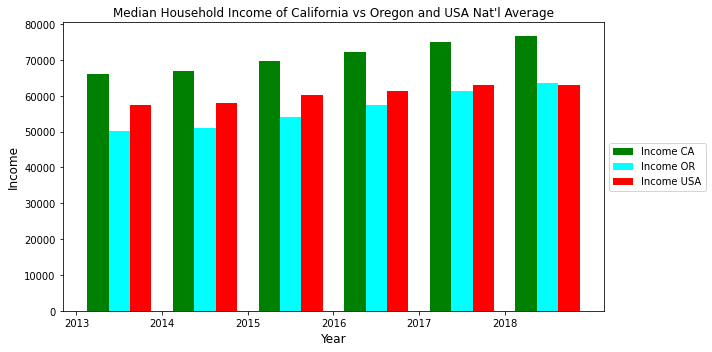 Median Household Income of California vs Oregon and USA Nat'l Average
80000
70000
60000
50000
40000
30000
20000
10000
0
Income
2013 2014 2015 2016 2017 2018
Year
Income CA
Income OR
Income USA